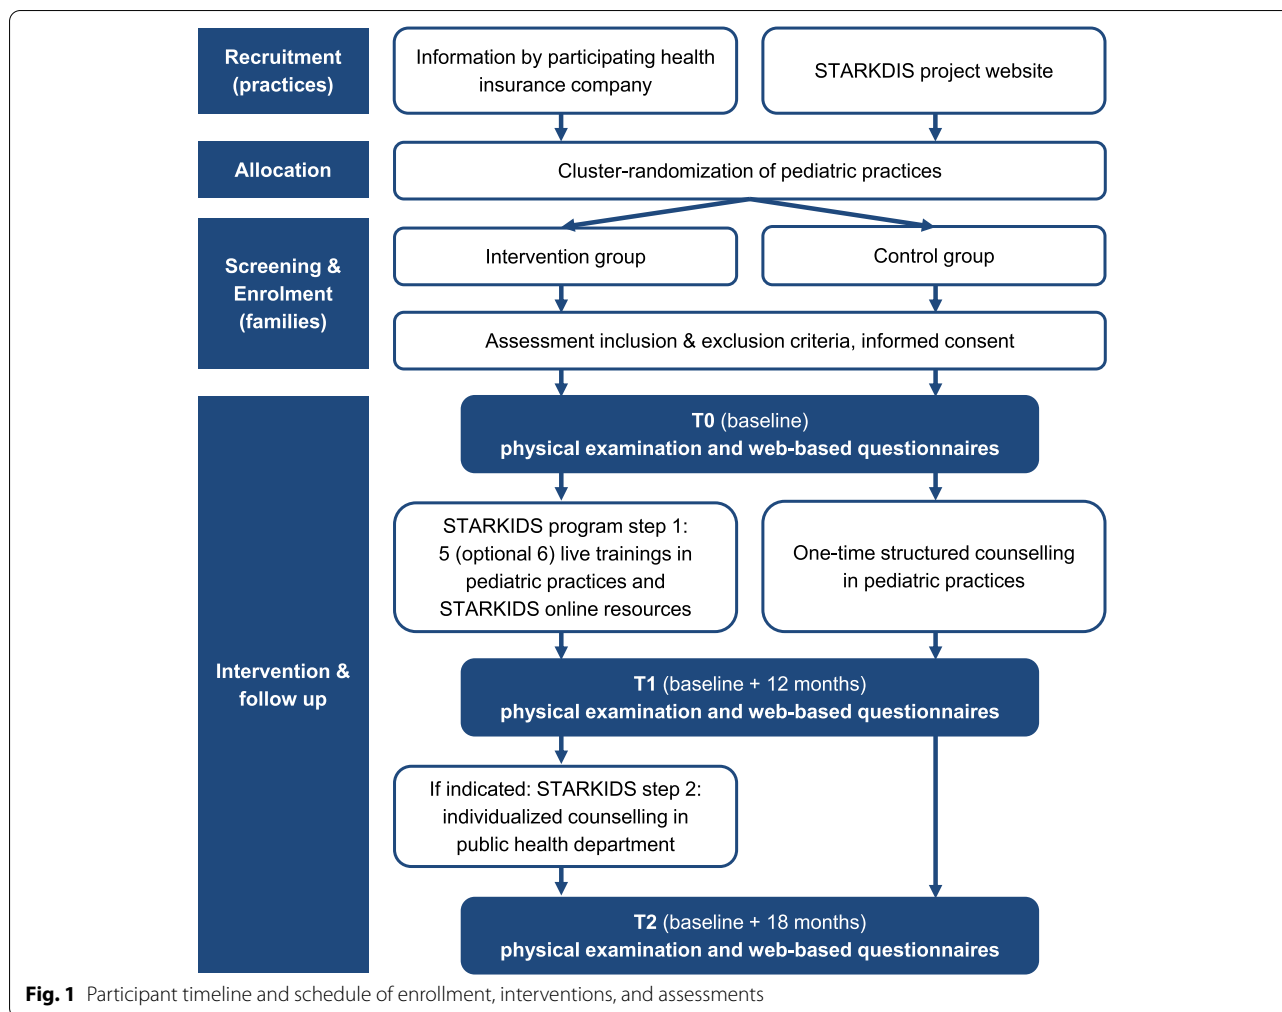 Recruitment
(practices)
Information by participating health
insurance company
STARKDIS project website
Allocation
Cluster-randomization of pediatric practices
Screening &
Enrolment
(families)
Intervention group
Control group
Assessment inclusion & exclusion criteria, informed consent
Intervention &
follow up
T0 (baseline)
physical examination and web-based questionnaires
STARKIDS program step 1:
5 (optional 6) live trainings in
pediatric practices and
STARKIDS online resources
One-time structured counselling
in pediatric practices
T1 (baseline + 12 months)
physical examination and web-based questionnaires
If indicated: STARKIDS step 2:
individualized counselling in
public health department
T2 (baseline + 18 months)
physical examination and web-based questionnaires
Fig. 1 Participant timeline and schedule of enrollment, interventions, and assessments